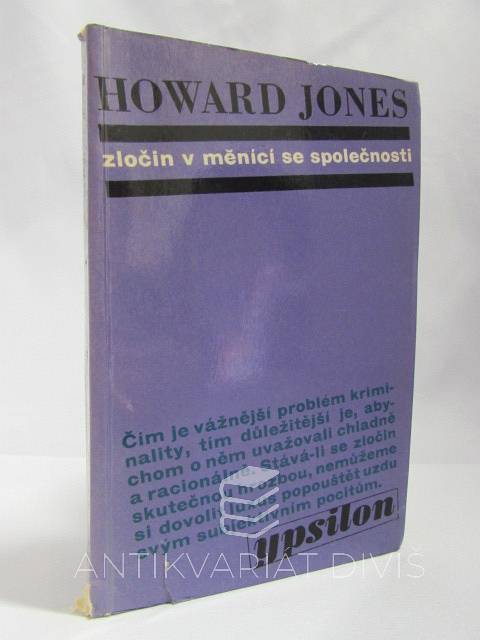 HOWARD JONES
zločin v měnící se společnosti
Čím je vážnější problém krimi-
nality, tím důležitější je, aby-
chom o něm uvažovali chladně
a racionálně. Stává-li se zločin
skutečnou hrozbou, nemůžeme
si dovolit popouštět uzdu
svým subjektivním pocitům.
ypsilon
ANTIKVARIÁT DIVIŠ